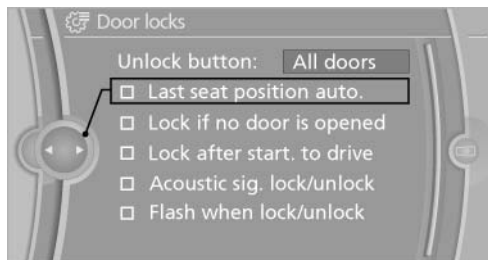 Door locks
Unlock button: All doors
Last seat position auto.
Lock if no door is opened
Lock after start. to drive
Acoustic sig. lock/unlock
Flash when lock/unlock